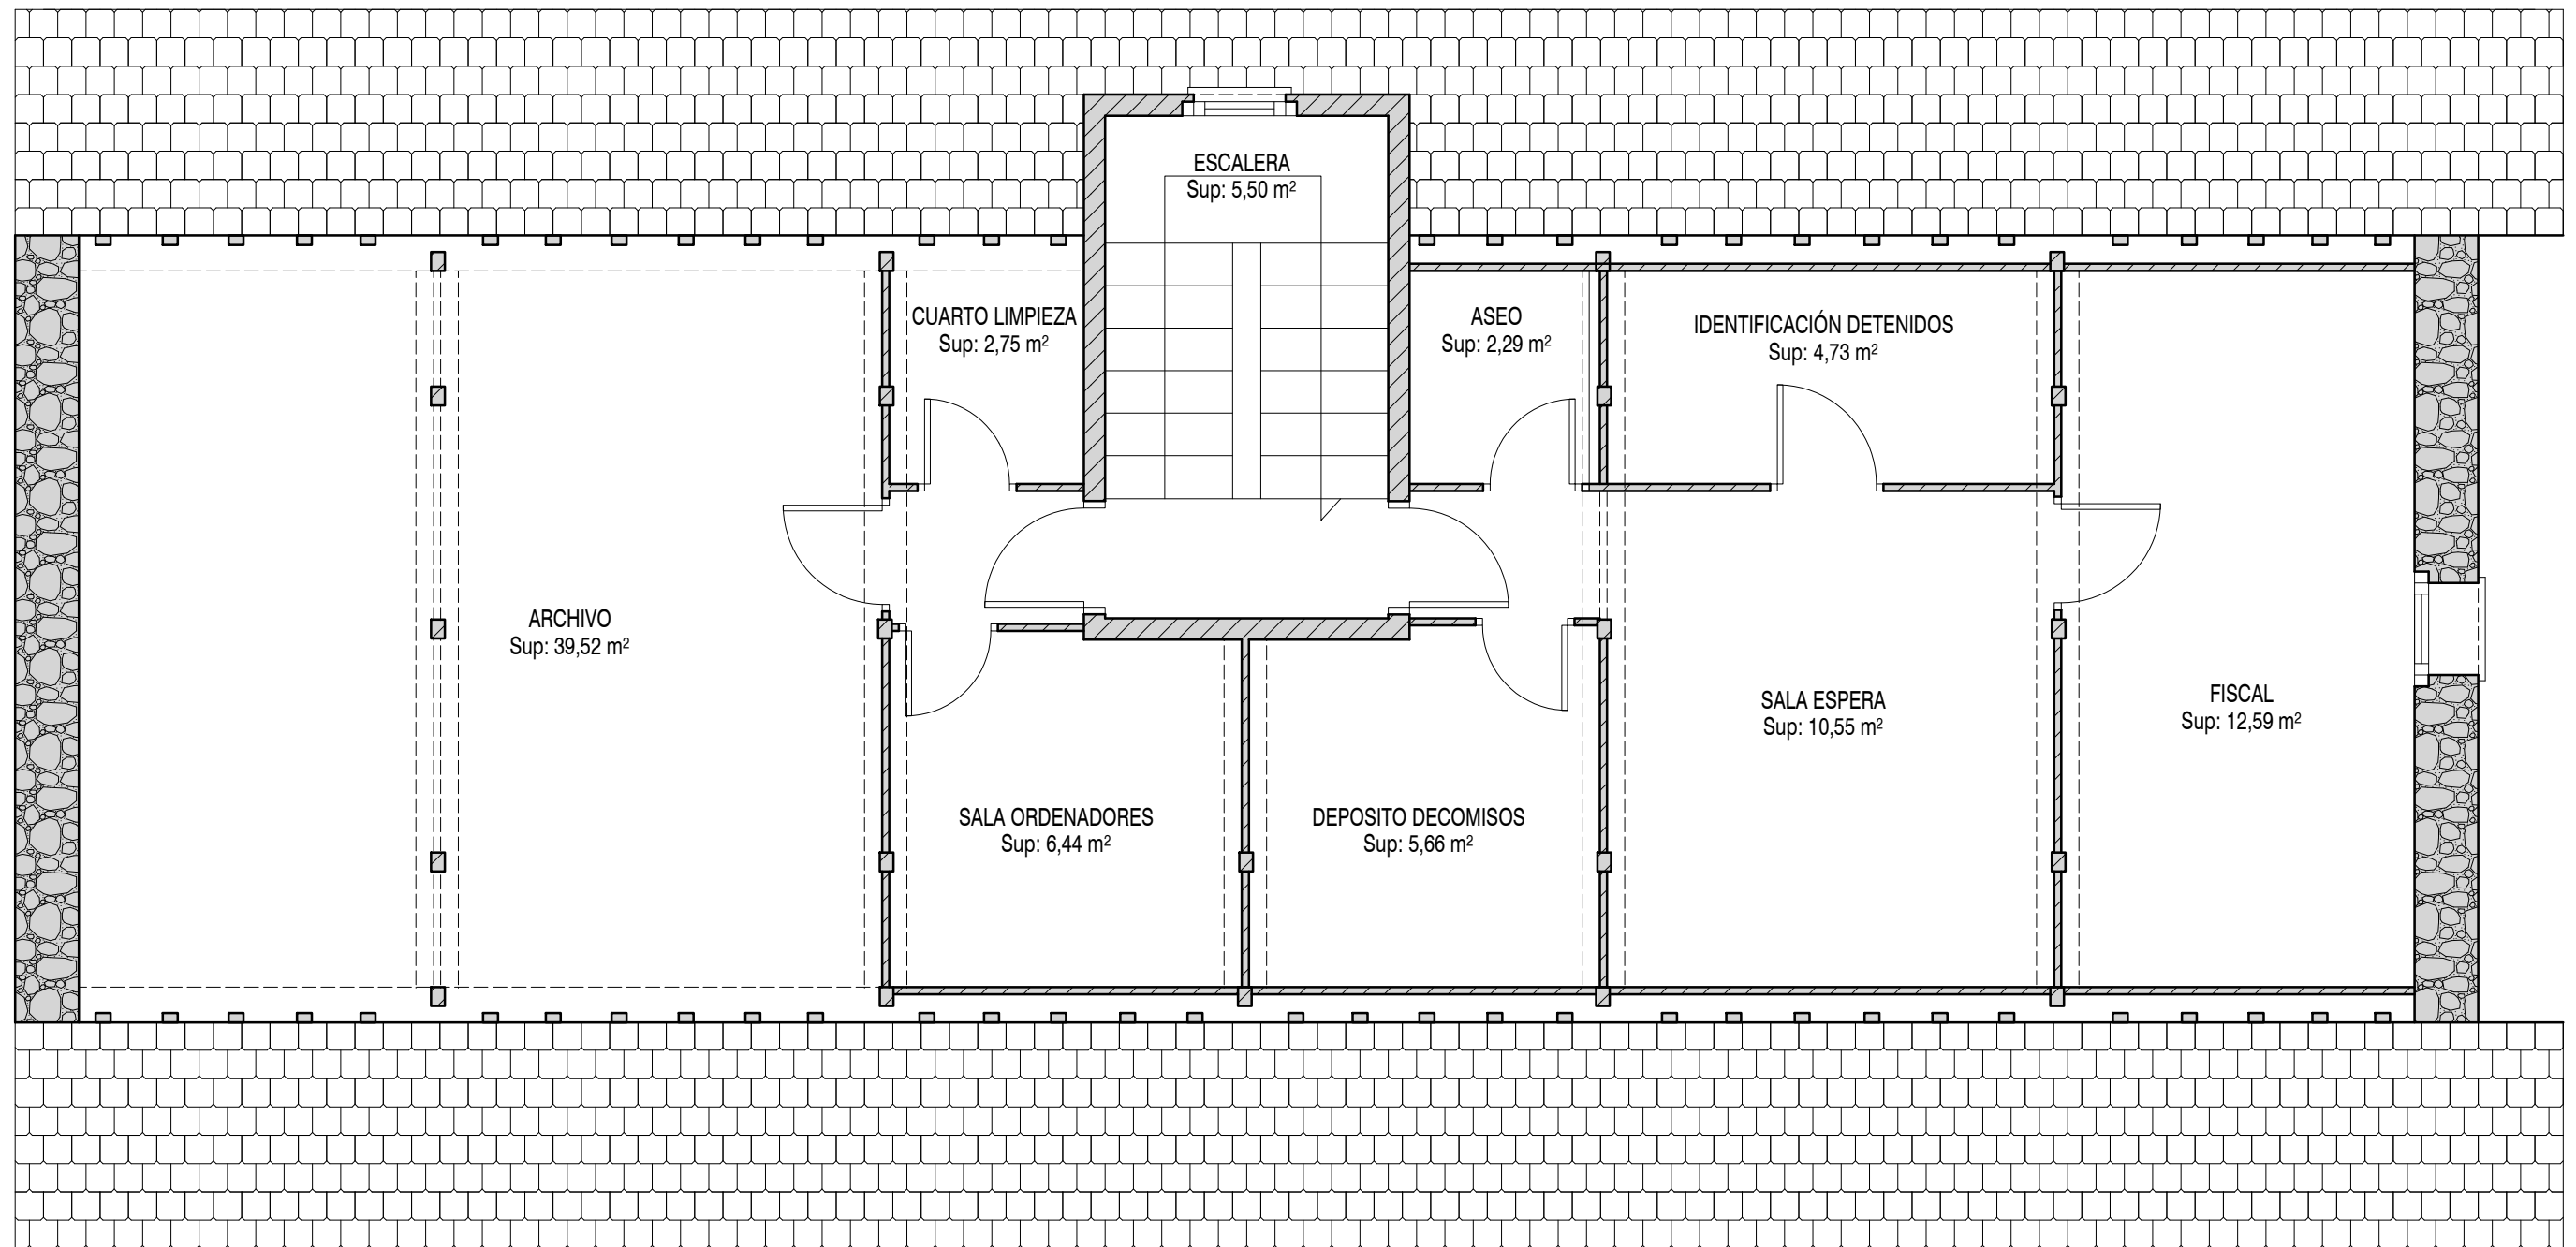 ESCALERA
Sup: 5,50 m²
CUARTO LIMPIEZA
Sup: 2,75 m²
ASEO
Sup: 2,29 m²
IDENTIFICACIÓN DETENIDOS
Sup: 4,73 m²
ARCHIVO
Sup: 39,52 m²
SALA ESPERA
Sup: 10,55 m²
FISCAL
Sup: 12,59 m²
SALA ORDENADORES
Sup: 6,44 m²
DEPOSITO DECOMISOS
Sup: 5,66 m²